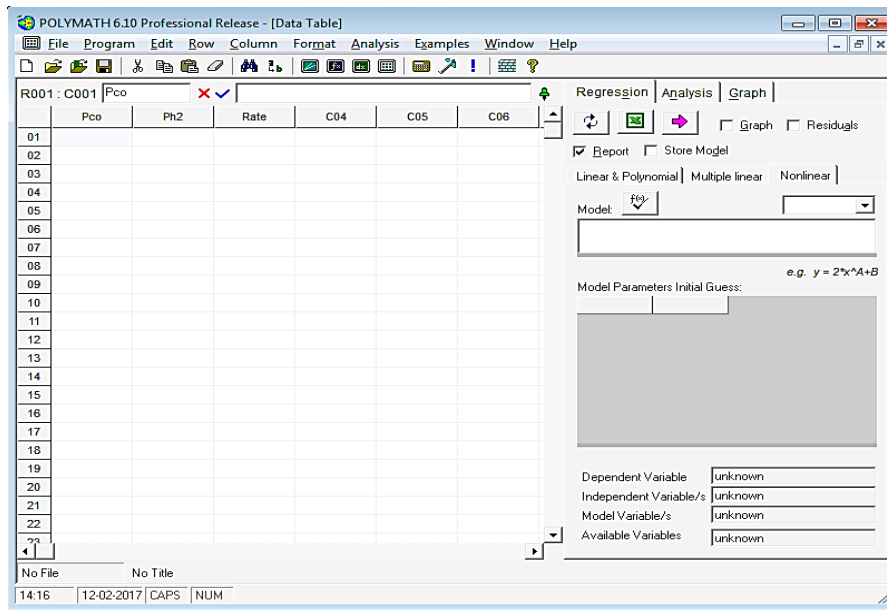 POLYMATH 6.10 Professional Release - [Data Table]
File Program Edit Row Column Format Analysis Examples Window Help
R001 : C001 Pco
Pco Ph2 Rate C04 C05 C06
01
02
03
04
05
06
07
08
09
10
11
12
13
14
15
16
17
18
19
20
21
22
23
Regression Analysis Graph
Graph Residuals
Report Store Model
Linear & Polynomial Multiple linear Nonlinear
Model:
e.g. y = 2*x^A+B
Model Parameters Initial Guess:
Dependent Variable unknown
Independent Variable/s unknown
Model Variable/s unknown
Available Variables unknown
No File No Title
14:16 12-02-2017 CAPS NUM